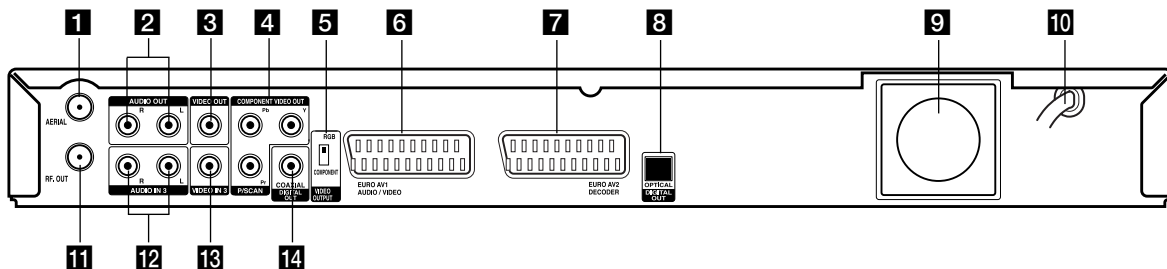 1 2 3 4 5 6 7 8 9 10
AUDIO OUT VIDEO OUT COMPONENT VIDEO OUT
R L Pb Y
AERIAL
RGB
COMPONENT
VIDEO OUTPUT
RF. OUT
R L Pr
AUDIO IN 3 VIDEO IN 3 P/SCAN
COAXIAL
DIGITAL OUT
EURO AV1
AUDIO / VIDEO
EURO AV2
DECODER
OPTICAL
DIGITAL OUT
11 12 13 14